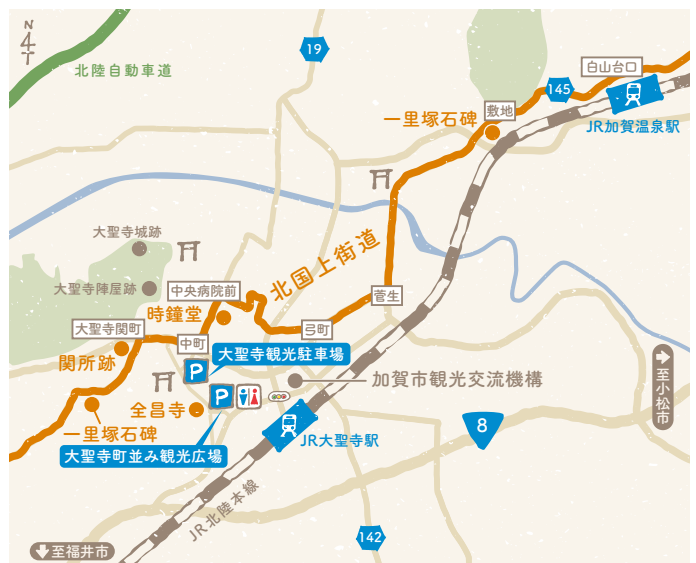 N
19
北陸自動車道
白山台口
145
JR加賀温泉駅
敷地
一里塚石碑
大聖寺城跡
北国上街道
大聖寺陣屋跡
中央病院前
菅生
時鐘堂
弓町
大聖寺関町
中町
大聖寺観光駐車場
関所跡
P
加賀市観光交流機構
至小松市
P
全昌寺
一里塚石碑
8
JR大聖寺駅
大聖寺町並み観光広場
JR北陸本線
142
至福井市